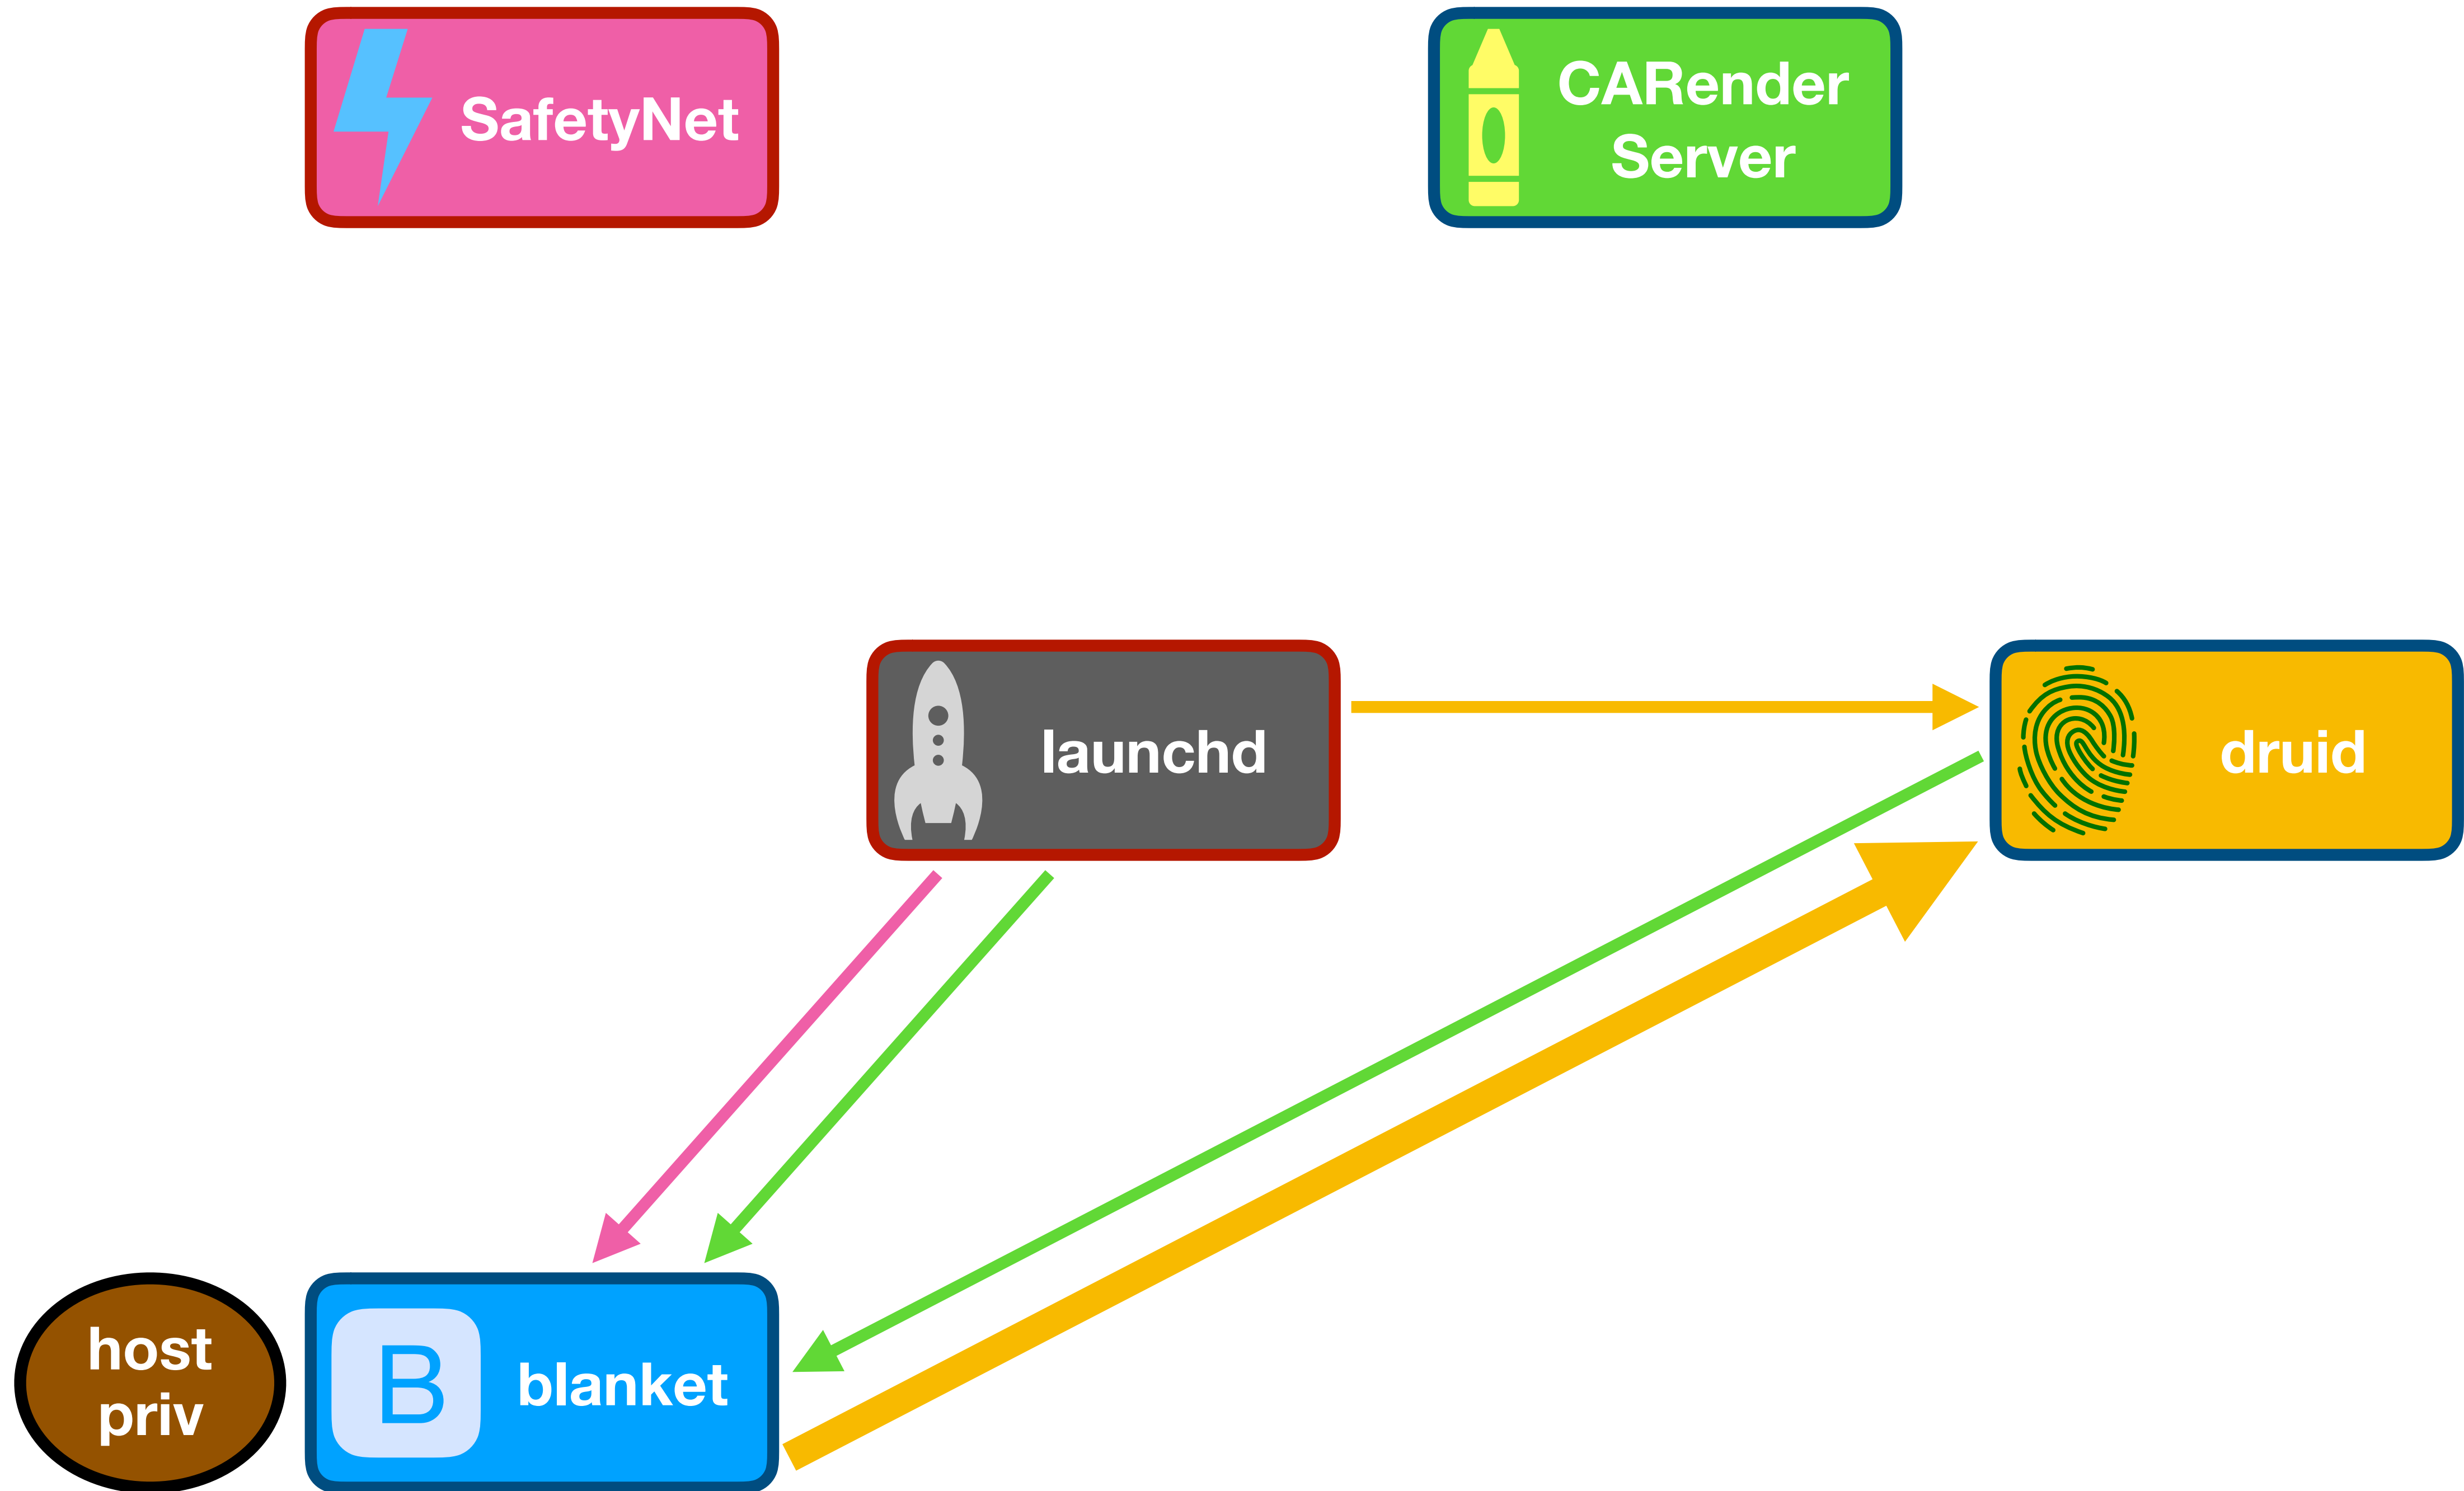 SafetyNet
CARender
Server
launchd
druid
host
priv
B
blanket